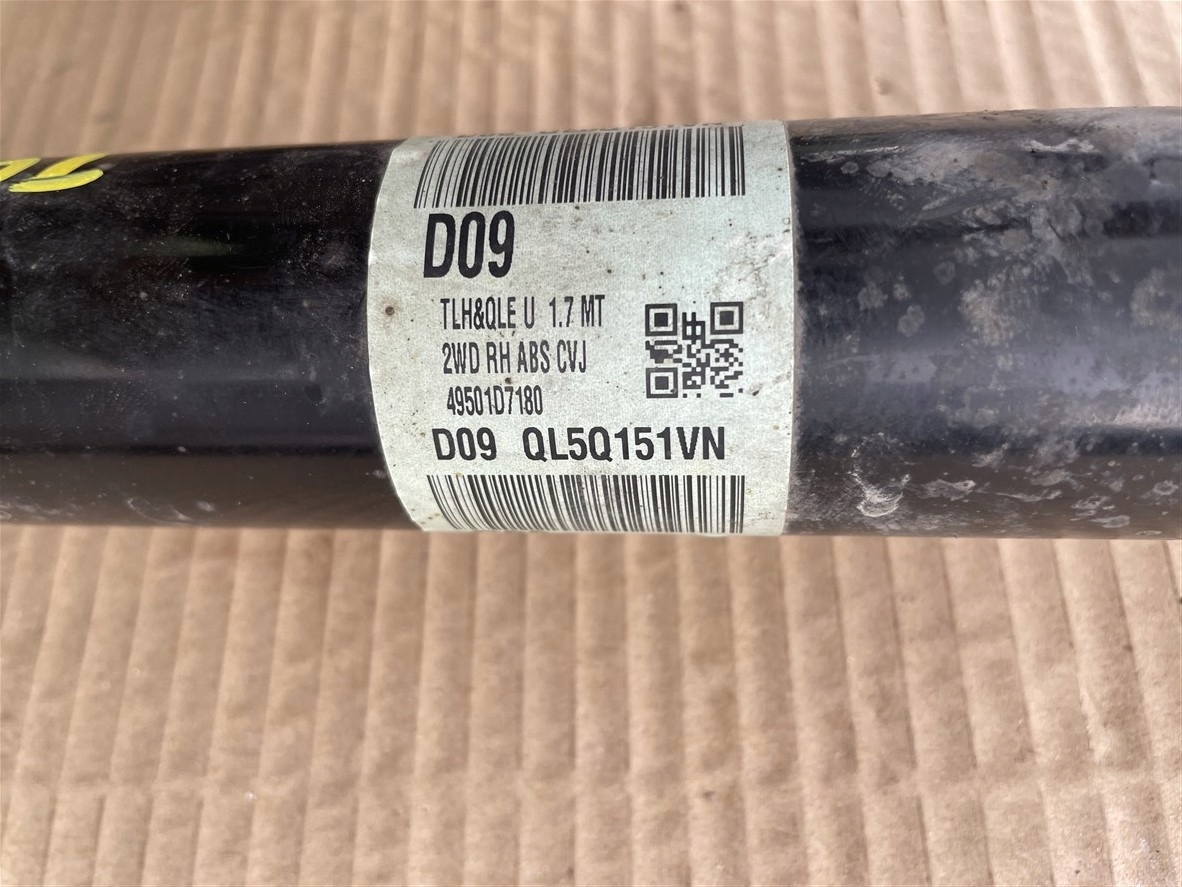 D09
TLH&QLE U 1.7 MT
2WD RH ABS CVJ
49501D7180
D09 QL5Q151VN